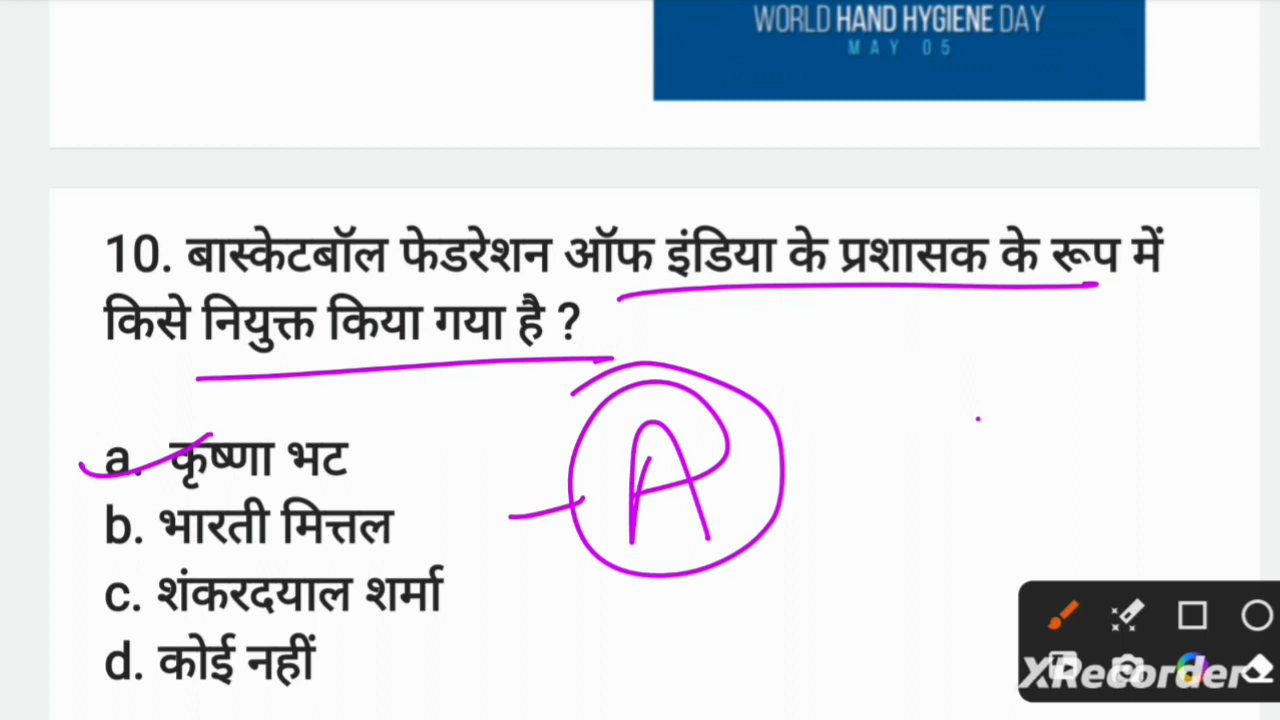 WORLD HAND HYGIENE DAY
MAY 05
10. बास्केटबॉल फेडरेशन ऑफ इंडिया के प्रशासक के रूप में
किसे नियुक्त किया गया है ?
a. कृष्णा भट
A
b. भारती मित्तल
c. शंकरदयाल शर्मा
d. कोई नहीं
XRecorder